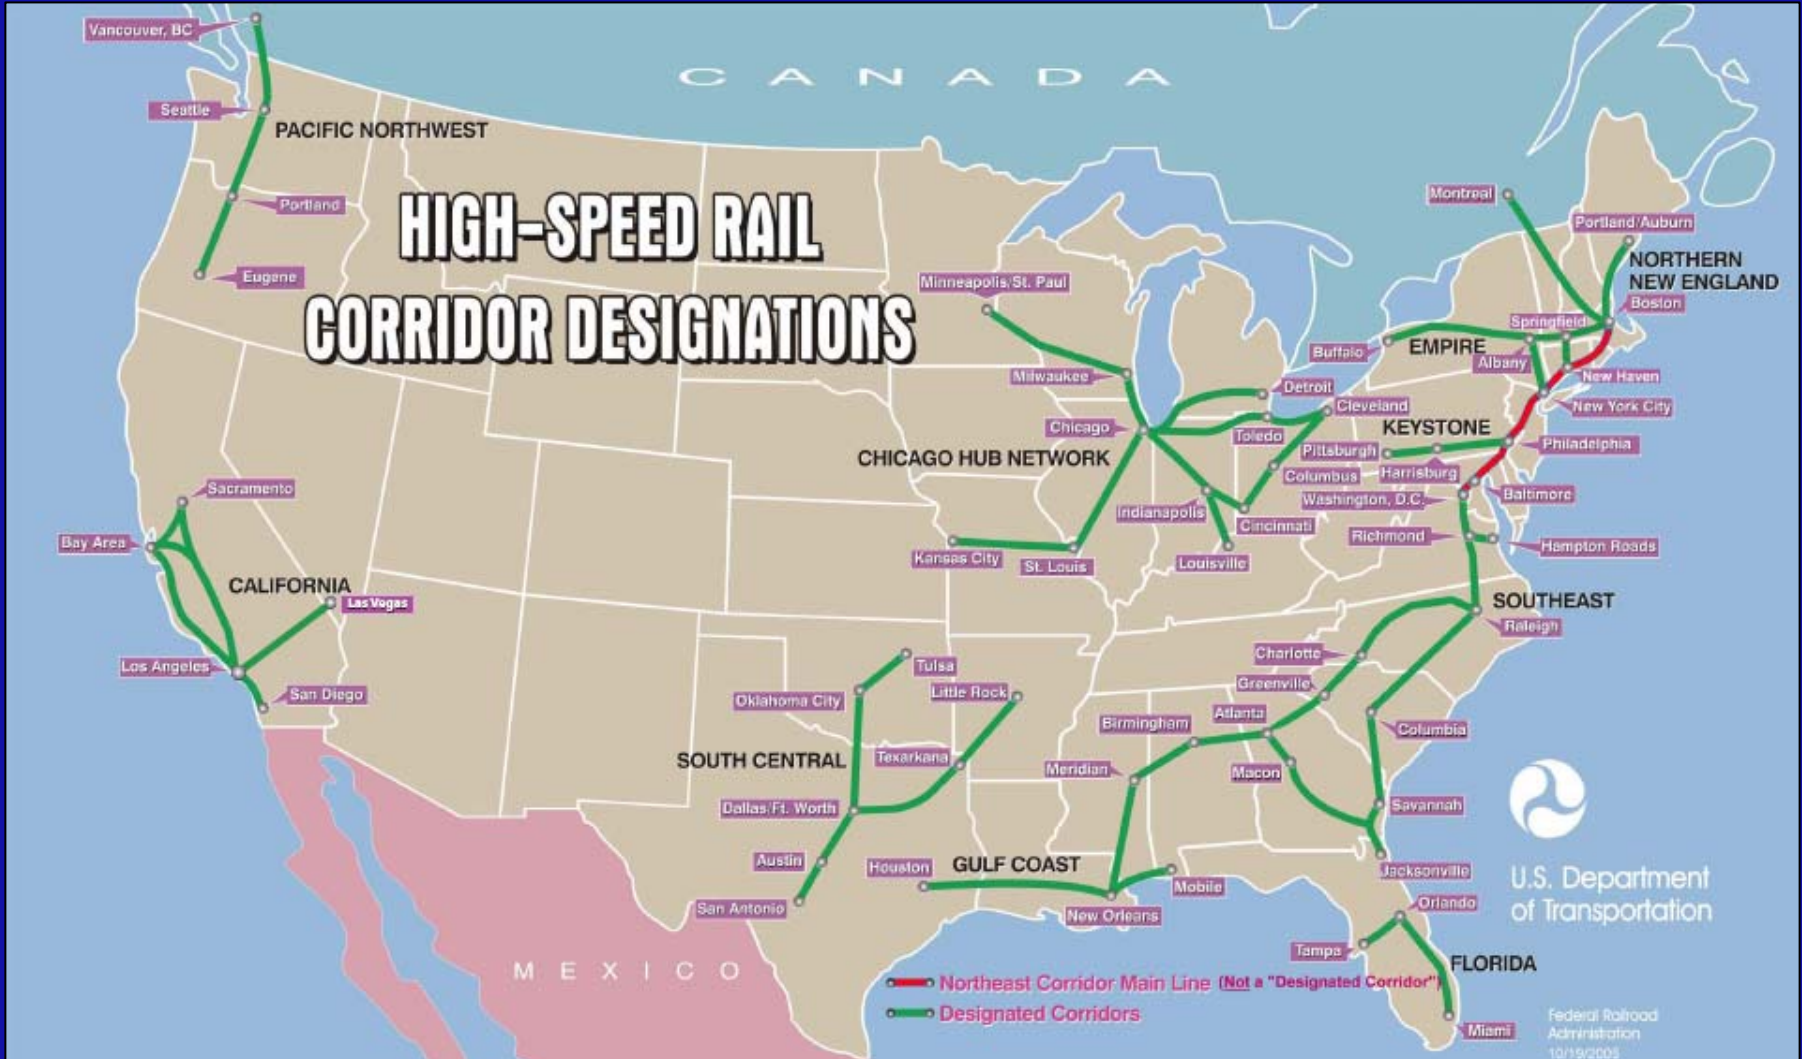 Vancouver, BC
CANADA
Seattle
PACIFIC NORTHWEST
Portland
Eugene
HIGH-SPEED RAIL
CORRIDOR DESIGNATIONS
Montreal
Portland/Auburn
NORTHERN
NEW ENGLAND
Boston
Minneapolis/St. Paul
Springfield
Buffalo
EMPIRE
Albany
New Haven
Milwaukee
Detroit
Cleveland
New York City
Chicago
Toledo
KEYSTONE
Philadelphia
CHICAGO HUB NETWORK
Pittsburgh
Harrisburg
Columbus
Washington, D.C.
Baltimore
Sacramento
Indianapolis
Cincinnati
Richmond
Hampton Roads
Bay Area
Kansas City
St. Louis
Louisville
CALIFORNIA
Las Vegas
SOUTHEAST
Raleigh
Los Angeles
San Diego
Tulsa
Oklahoma City
Little Rock
Charlotte
Greenville
Atlanta
Birmingham
Columbia
SOUTH CENTRAL
Texarkana
Meridian
Macon
Dallas/Ft. Worth
Savannah
Austin
Houston
GULF COAST
Mobile
Jacksonville
San Antonio
New Orleans
Orlando
Tampa
FLORIDA
Miami
MEXICO
U.S. Department
of Transportation
Northeast Corridor Main Line (Not a "Designated Corridor")
Designated Corridors
Federal Railroad
Administration
10/19/2005